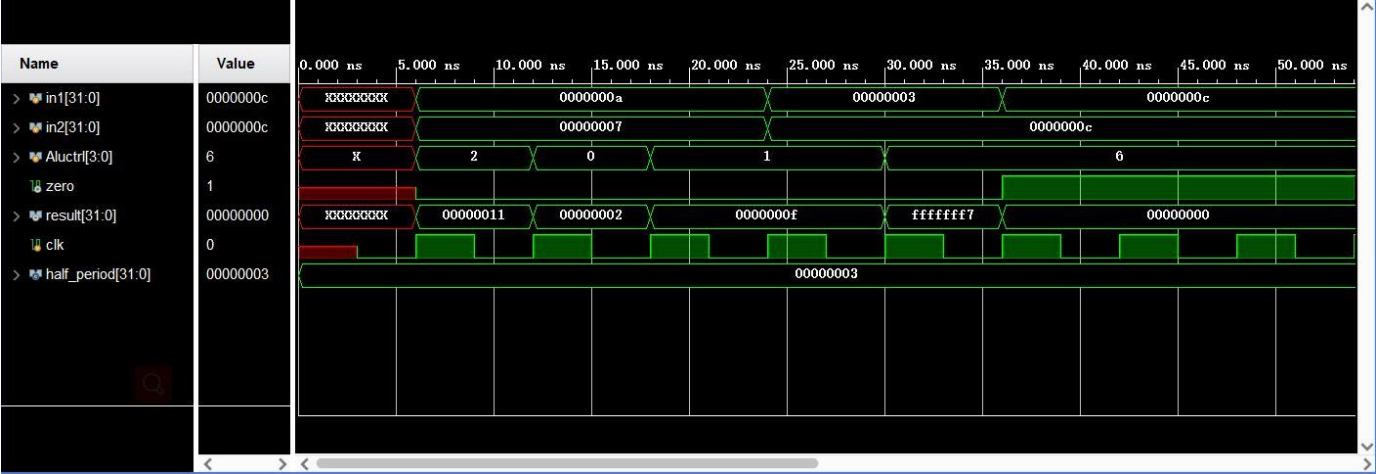 Name Value 0.000 ns 5.000 ns 10.000 ns 15.000 ns 20.000 ns 25.000 ns 30.000 ns 35.000 ns 40.000 ns 45.000 ns 50.000 ns
in1[31:0] 0000000c XXXXXXXX 0000000a 00000003 0000000c
in2[31:0] 0000000c XXXXXXXX 00000007 0000000c
Aluctrl[3:0] 6 X 2 0 1 6
zero 1
result[31:0] 00000000 XXXXXXXX 00000011 00000002 0000000f fffffff7 00000000
clk 0
half_period[31:0] 00000003 00000003